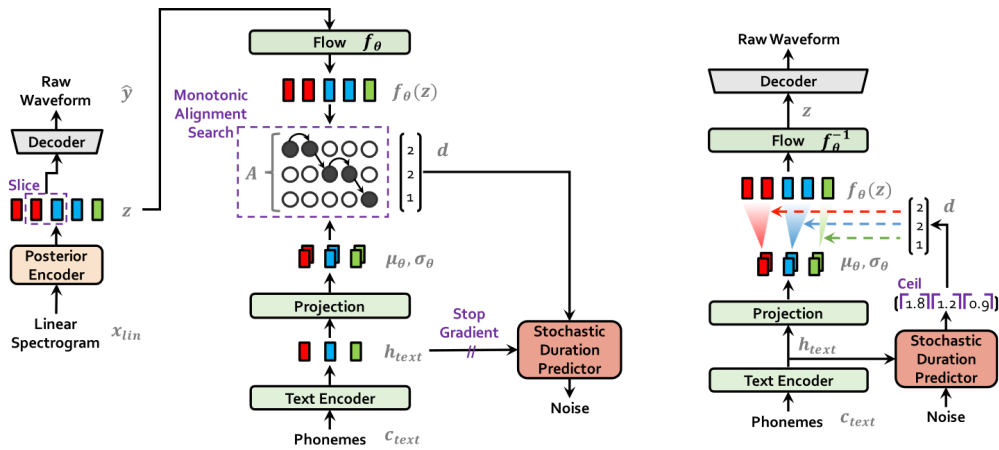 Flow f_θ
Raw
Waveform
ŷ
f_θ(z)
Monotonic
Alignment
Search
Decoder
A
2
2
1
d
Slice
z
Posterior
Encoder
μ_θ, σ_θ
Projection
Linear
Spectrogram
x_lin
Stop
Gradient
h_text
Stochastic
Duration
Predictor
Text Encoder
Noise
Phonemes
c_text
Raw Waveform
Decoder
z
Flow f_θ^{-1}
f_θ(z)
2
2
1
d
μ_θ, σ_θ
Ceil
1.8
1.2
0.9
Projection
h_text
Stochastic
Duration
Predictor
Text Encoder
Phonemes
c_text
Noise